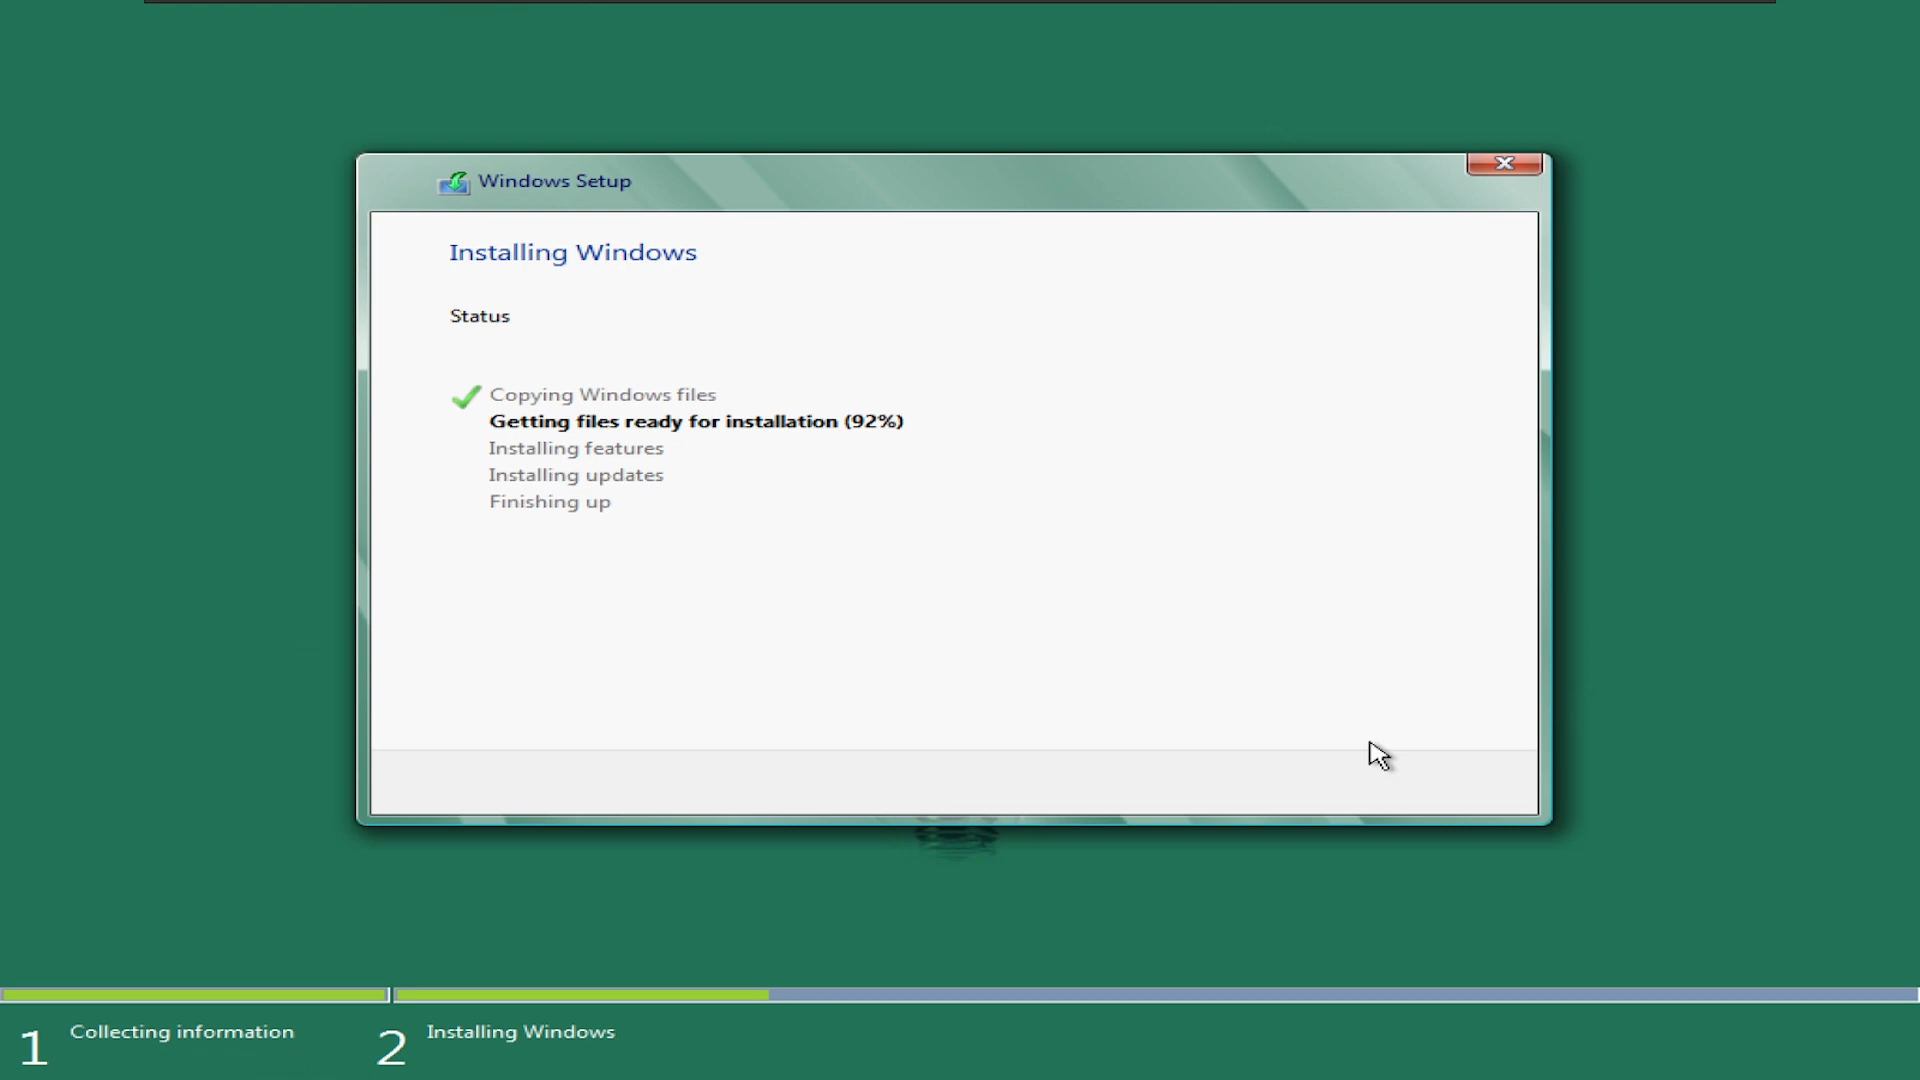 Windows Setup
Installing Windows
Status
Copying Windows files
Getting files ready for installation (92%)
Installing features
Installing updates
Finishing up
1 Collecting information
2 Installing Windows